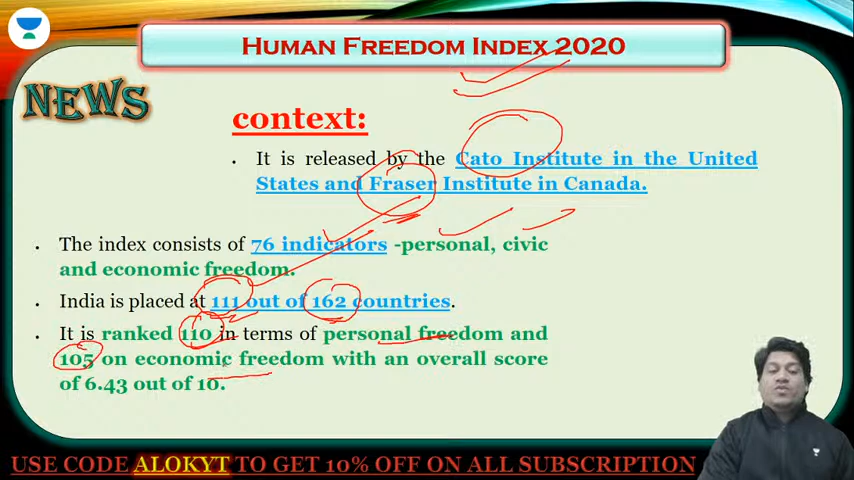 HUMAN FREEDOM INDEX 2020
NEWS
context:
• It is released by the Cato Institute in the United
States and Fraser Institute in Canada.
• The index consists of 76 indicators -personal, civic
and economic freedom.
• India is placed at 111 out of 162 countries.
• It is ranked 110 in terms of personal freedom and
105 on economic freedom with an overall score
of 6.43 out of 10.
USE CODE ALOKYT TO GET 10% OFF ON ALL SUBSCRIPTION